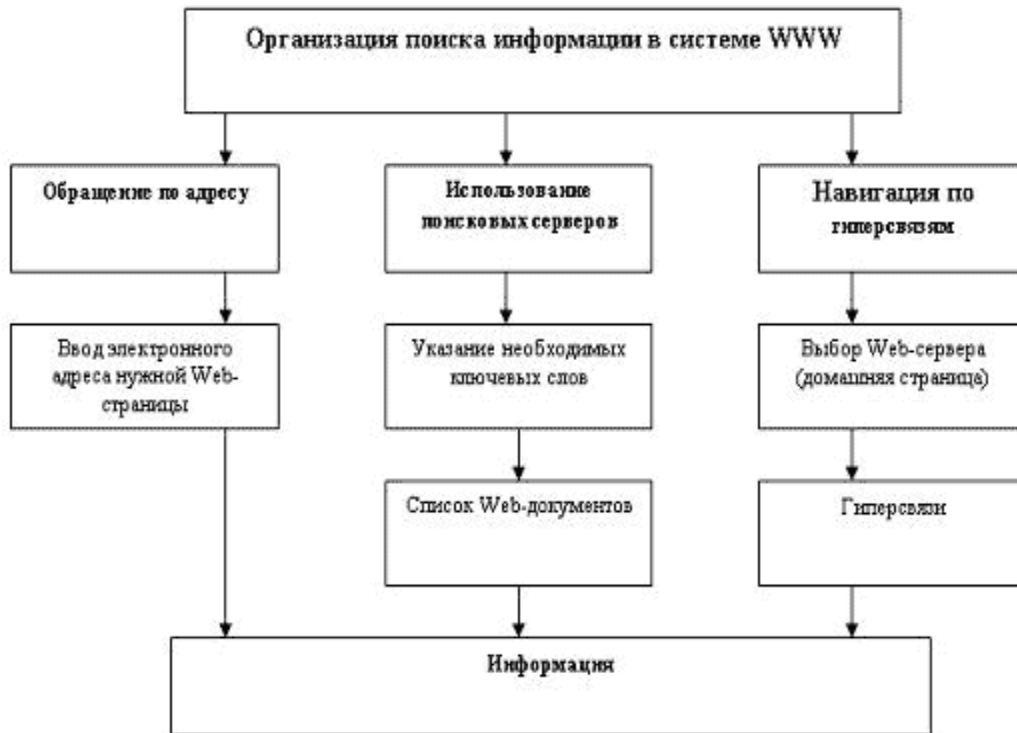 Организация поиска информации в системе WWW
Обращение по адресу
Использование
поисковых серверов
Навигация по
гиперсвязям
Ввод электронного
адреса нужной Web-
страницы
Указание необходимых
ключевых слов
Выбор Web-сервера
(домашняя страница)
Список Web-документов
Гиперсвязи
Информация